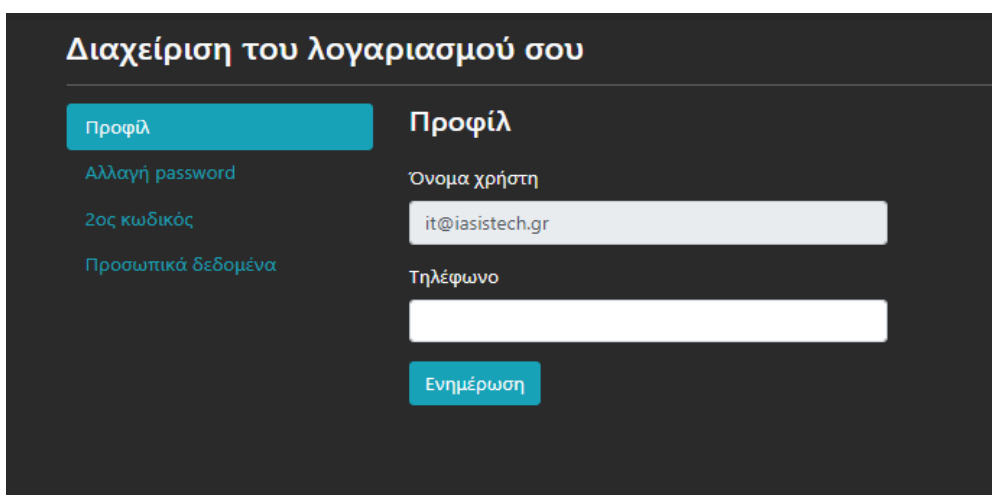 Διαχείριση του λογαριασμού σου
Προφίλ
Αλλαγή password
2ος κωδικός
Προσωπικά δεδομένα
Προφίλ
Όνομα χρήστη
it@iasistech.gr
Τηλέφωνο
Ενημέρωση